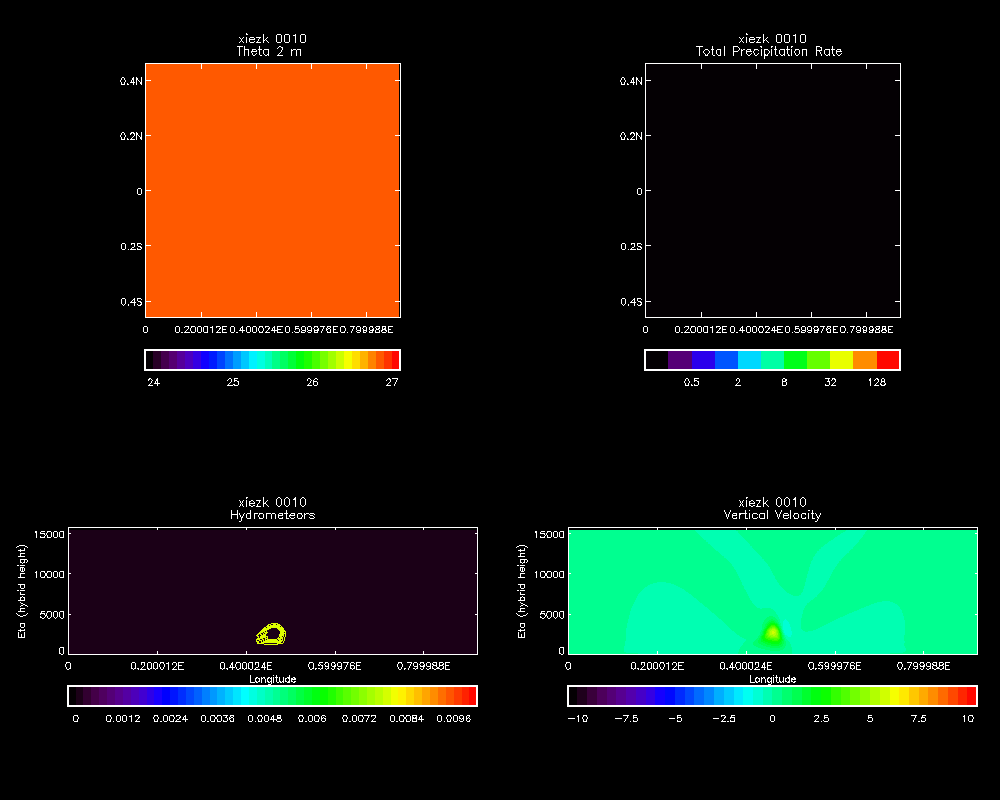 xiezk 0010
Theta 2 m
0.4N
0.2N
0
0.2S
0.4S
0 0.200012E 0.400024E 0.599976E 0.799988E
24 25 26 27
xiezk 0010
Total Precipitation Rate
0.4N
0.2N
0
0.2S
0.4S
0 0.200012E 0.400024E 0.599976E 0.799988E
0.5 2 8 32 128
xiezk 0010
Hydrometeors
Eta (hybrid height)
15000
10000
5000
0
0 0.200012E 0.400024E 0.599976E 0.799988E
Longitude
0 0.0012 0.0024 0.0036 0.0048 0.006 0.0072 0.0084 0.0096
xiezk 0010
Vertical Velocity
Eta (hybrid height)
15000
10000
5000
0
0 0.200012E 0.400024E 0.599976E 0.799988E
Longitude
-10 -7.5 -5 -2.5 0 2.5 5 7.5 10